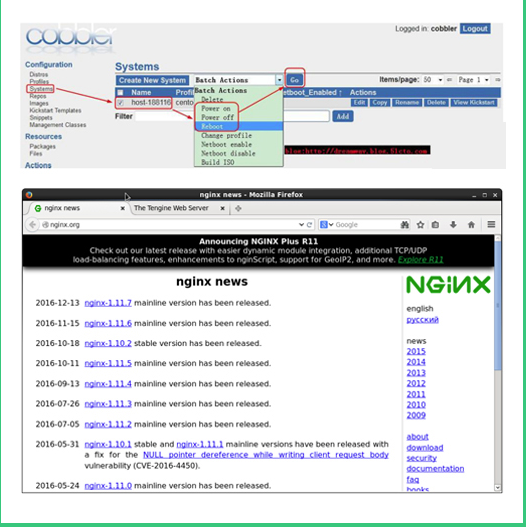 Logged in: cobbler Logout
cobbler
Configuration
Distros
Profiles
Systems
Repos
Images
Kickstart Templates
Snippets
Management Classes
Resources
Packages
Files
Actions
Systems
Create New System Batch Actions Go Items/page: 50 Page 1
Name Netboot_Enabled ↑ Actions
host-188116 Edit Copy Rename Delete View Kickstart
Filter Add
Batch Actions
Delete
Power on
Power off
Reboot
Change profile
Netboot enable
Netboot disable
Build ISO
nginx news - Mozilla Firefox
nginx news × The Tengine Web Server ×
nginx.org Google
Announcing NGINX Plus R11
Check out our latest release with easier dynamic module integration, additional TCP/UDP
load-balancing features, enhancements to nginScript, support for GeoIP2, and more. Explore R11
nginx news
2016-12-13 nginx-1.11.7 mainline version has been released.
2016-11-15 nginx-1.11.6 mainline version has been released.
2016-10-18 nginx-1.10.2 stable version has been released.
2016-10-11 nginx-1.11.5 mainline version has been released.
2016-09-13 nginx-1.11.4 mainline version has been released.
2016-07-26 nginx-1.11.3 mainline version has been released.
2016-07-05 nginx-1.11.2 mainline version has been released.
2016-05-31 nginx-1.10.1 stable and nginx-1.11.1 mainline versions have been released with
a fix for the NULL pointer dereference while writing client request body
vulnerability (CVE-2016-4450).
2016-05-24 nginx-1.11.0 mainline version has been released.
NGINX
english
русский
news
2015
2014
2013
2012
2011
2010
2009
about
download
security
documentation
faq
books